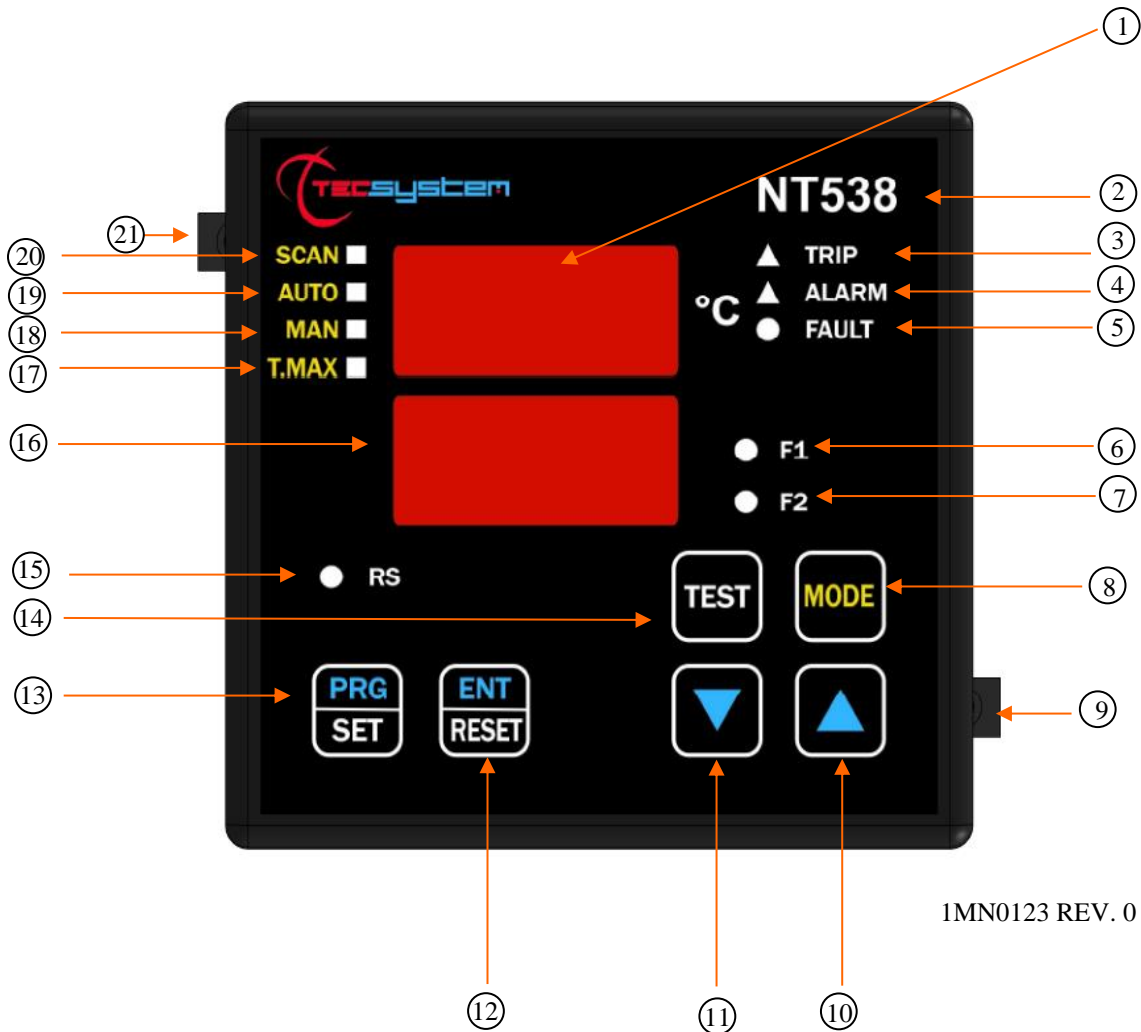 1
TECSYSTEM
NT538
2
21
20
SCAN
TRIP
3
19
AUTO
°C
ALARM
4
18
MAN
FAULT
5
17
T.MAX
16
F1
6
F2
7
15
RS
14
TEST
MODE
8
13
PRG
SET
ENT
RESET
9
1MN0123 REV. 0
12
11
10